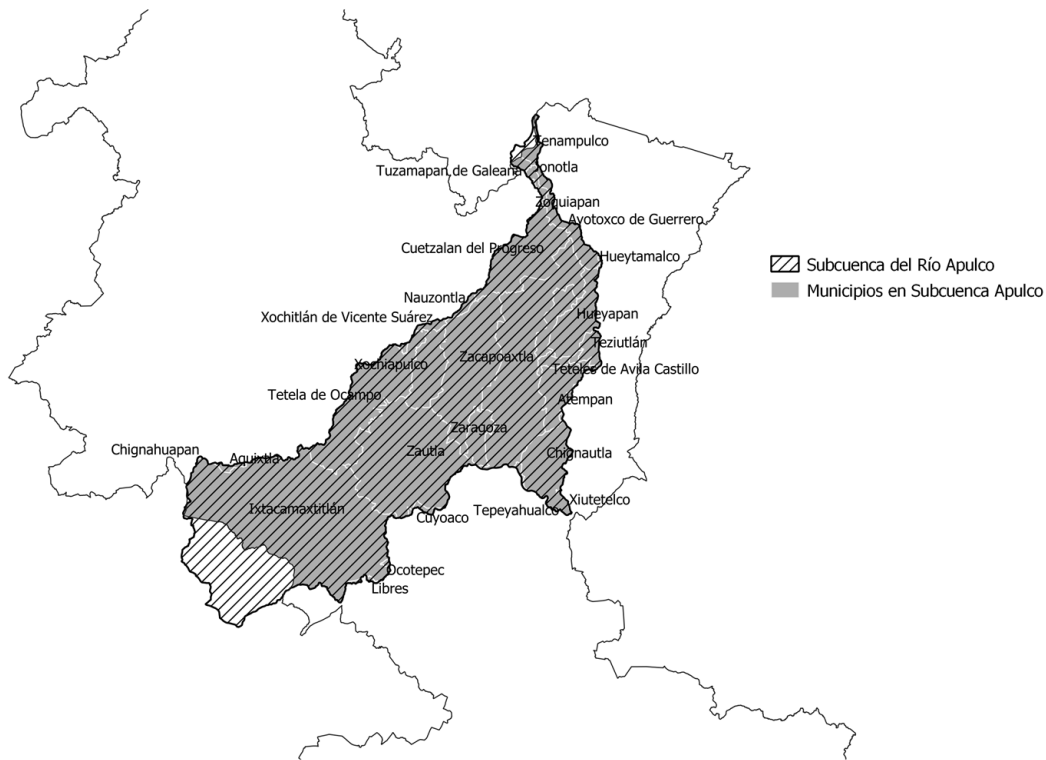 Tenampulco
Tuzamapan de Galeana
Jonotla
Zoquiapan
Ayotoxco de Guerrero
Cuetzalan del Progreso
Hueytamalco
Subcuenca del Río Apulco
Municipios en Subcuenca Apulco
Nauzontla
Xochitlán de Vicente Suárez
Hueyapan
Teziutlán
Zacapoaxtla
Xochiapulco
Teteles de Avila Castillo
Tetela de Ocampo
Atempan
Zaragoza
Chignahuapan
Aquixtla
Zautla
Chignautla
Ixtacamaxtitlán
Cuyoaco
Tepeyahualco
Xiutetelco
Ocotepec
Libres